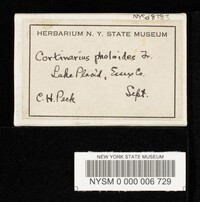 HERBARIUM N. Y. STATE MUSEUM
Cortinarius pholoideus Fr.
Lake Placid, Essex Co.
C. H. Peck Sept.
NEW YORK STATE MUSEUM
NYSM 0 000 006 729